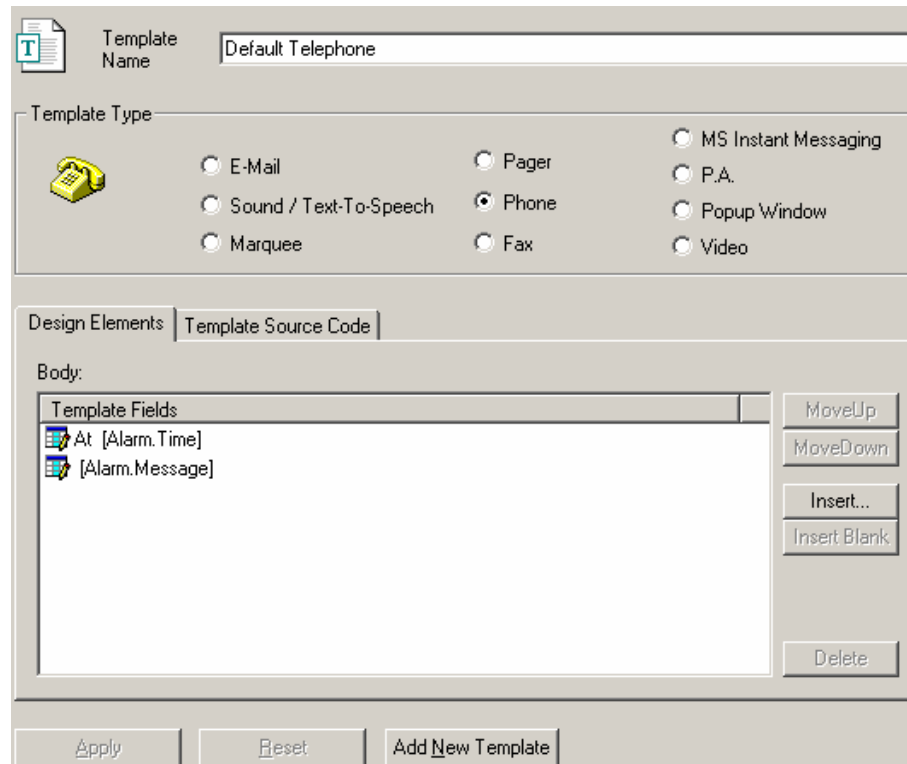 T
Template Name
Default Telephone
Template Type
E-Mail
Sound / Text-To-Speech
Marquee
Pager
Phone
Fax
MS Instant Messaging
P.A.
Popup Window
Video
Design Elements
Template Source Code
Body:
Template Fields
At [Alarm.Time]
[Alarm.Message]
MoveUp
MoveDown
Insert...
Insert Blank
Delete
Apply
Reset
Add New Template